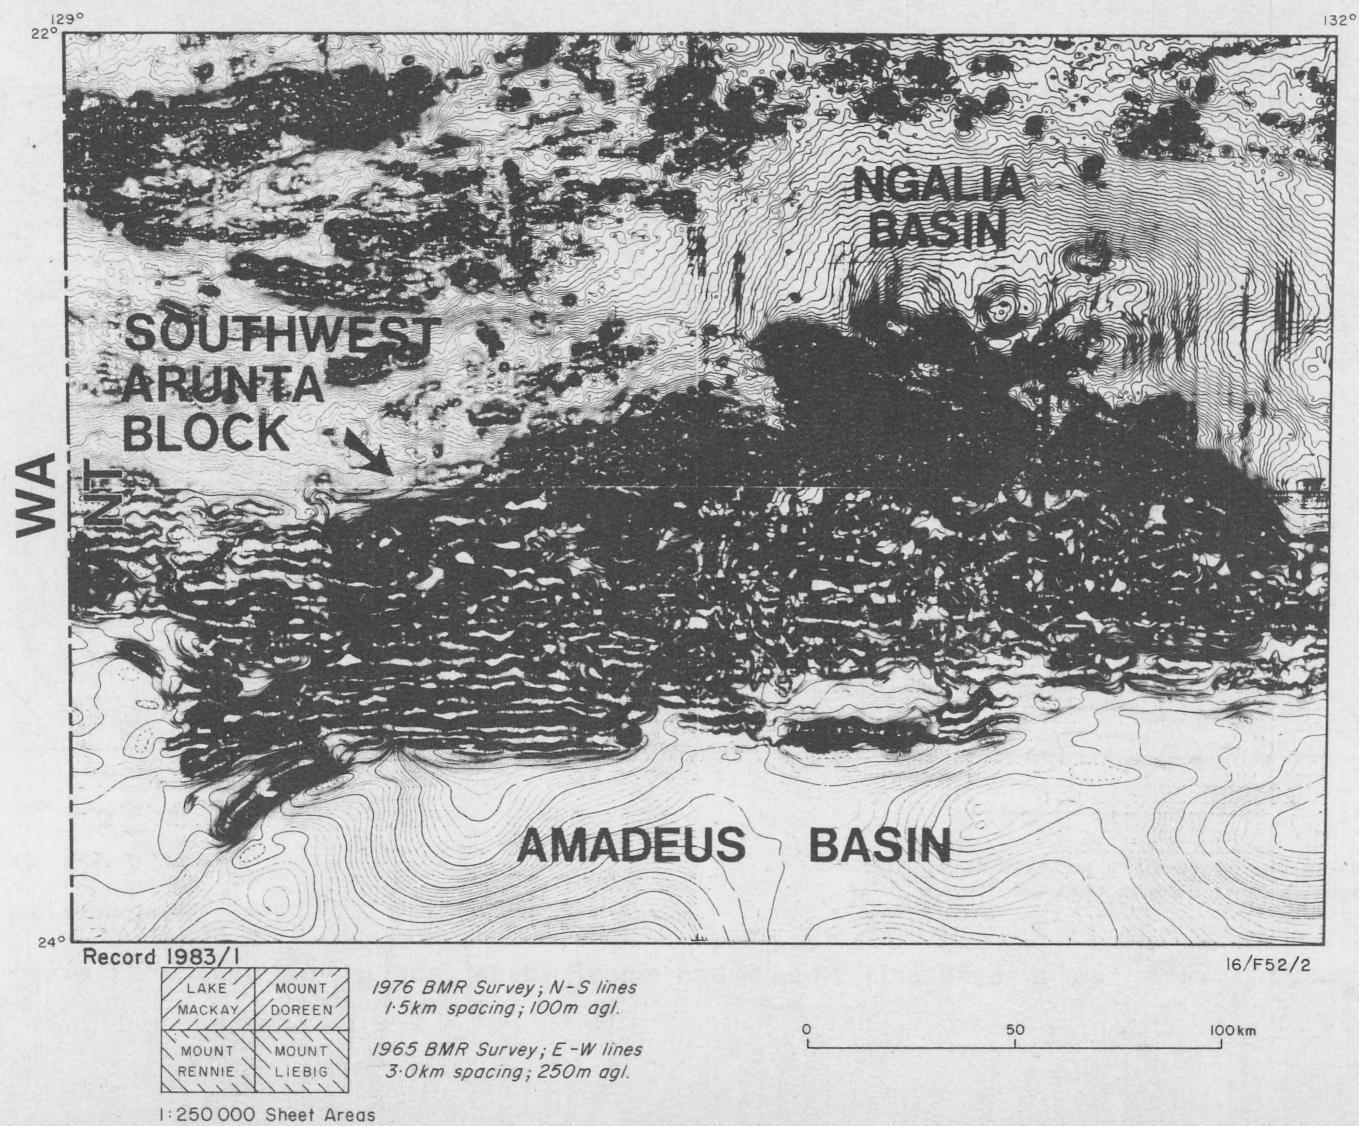 129°
132°
22°
NGALIA
BASIN
SOUTHWEST
ARUNTA
BLOCK
WA
NT
AMADEUS BASIN
24°
Record 1983/1
16/F52/2
LAKE
MACKAY
MOUNT
DOREEN
1976 BMR Survey; N-S lines
1·5km spacing; 100m agl.
MOUNT
RENNIE
MOUNT
LIEBIG
1965 BMR Survey; E-W lines
3·0km spacing; 250m agl.
0 50 100km
1:250 000 Sheet Areas